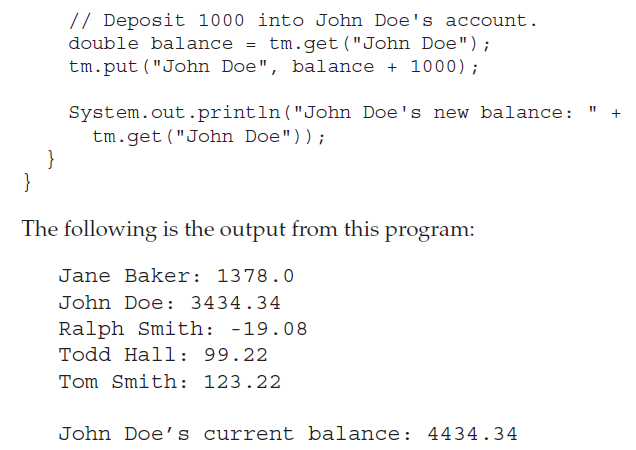 // Deposit 1000 into John Doe's account.
double balance = tm.get("John Doe");
tm.put("John Doe", balance + 1000);
System.out.println("John Doe's new balance: " +
tm.get("John Doe"));
}
}
The following is the output from this program:
Jane Baker: 1378.0
John Doe: 3434.34
Ralph Smith: -19.08
Todd Hall: 99.22
Tom Smith: 123.22
John Doe’s current balance: 4434.34